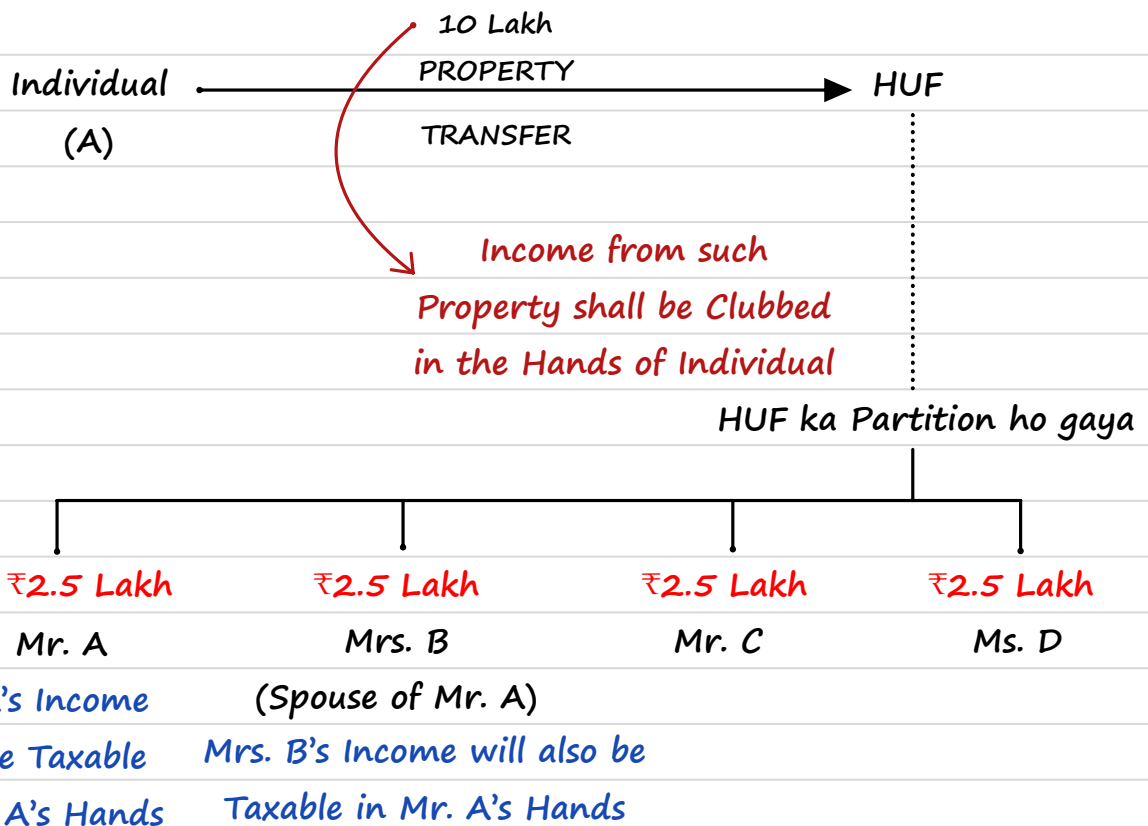 10 Lakh
Individual PROPERTY HUF
(A) TRANSFER
Income from such
Property shall be Clubbed
in the Hands of Individual
HUF ka Partition ho gaya
₹2.5 Lakh ₹2.5 Lakh ₹2.5 Lakh ₹2.5 Lakh
Mr. A Mrs. B Mr. C Ms. D
's Income (Spouse of Mr. A)
e Taxable Mrs. B's Income will also be
A's Hands Taxable in Mr. A's Hands